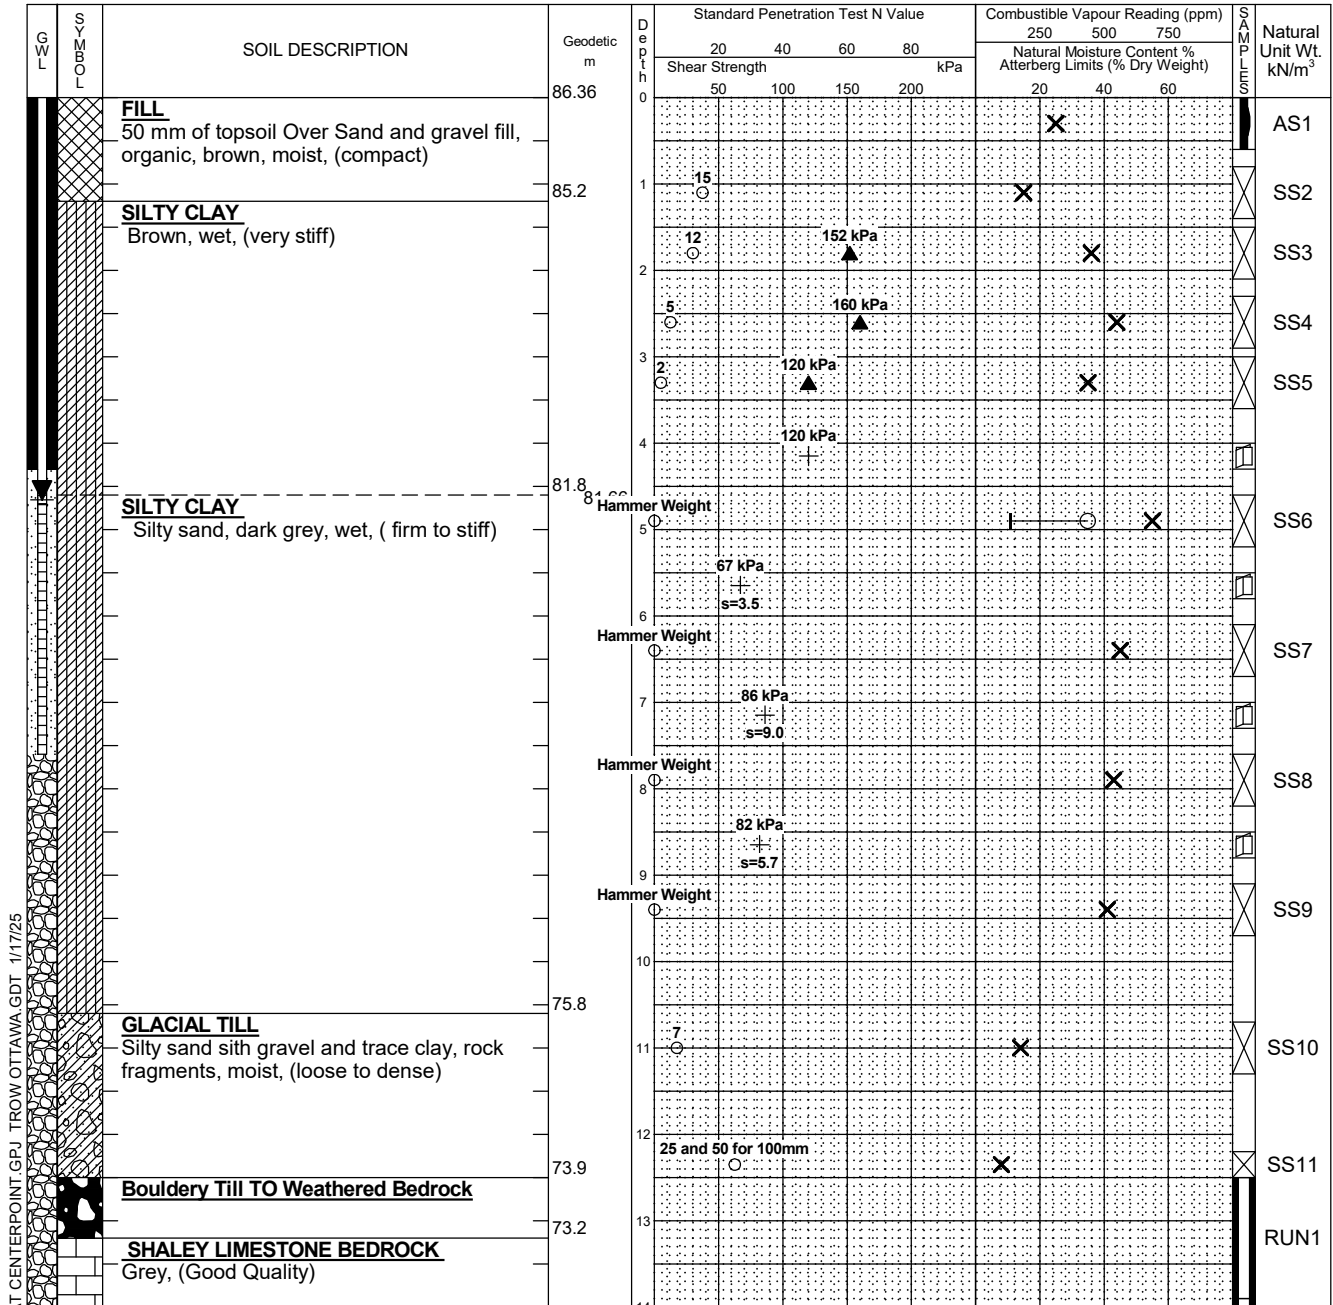 GWL
SYMBOL
SOIL DESCRIPTION
Geodetic
m
Depth
Standard Penetration Test N Value
20 40 60 80
Shear Strength kPa
50 100 150 200
Combustible Vapour Reading (ppm)
250 500 750
Natural Moisture Content %
Atterberg Limits (% Dry Weight)
20 40 60
SAMPLES
Natural
Unit Wt.
kN/m³
86.36
0
FILL
50 mm of topsoil Over Sand and gravel fill,
organic, brown, moist, (compact)
AS1
85.2
1
15
SS2
SILTY CLAY
Brown, wet, (very stiff)
12
152 kPa
SS3
2
5
160 kPa
SS4
3
2
120 kPa
SS5
4
120 kPa
81.8
81.66
SILTY CLAY
Silty sand, dark grey, wet, ( firm to stiff)
Hammer Weight
5
SS6
67 kPa
s=3.5
6
Hammer Weight
SS7
7
86 kPa
s=9.0
Hammer Weight
8
SS8
82 kPa
s=5.7
9
Hammer Weight
SS9
10
75.8
GLACIAL TILL
Silty sand sith gravel and trace clay, rock
fragments, moist, (loose to dense)
7
11
SS10
12
25 and 50 for 100mm
SS11
73.9
Bouldery Till TO Weathered Bedrock
13
73.2
RUN1
SHALEY LIMESTONE BEDROCK
Grey, (Good Quality)
CENTERPOINT.GPJ TROW OTTAWA.GDT 1/17/25